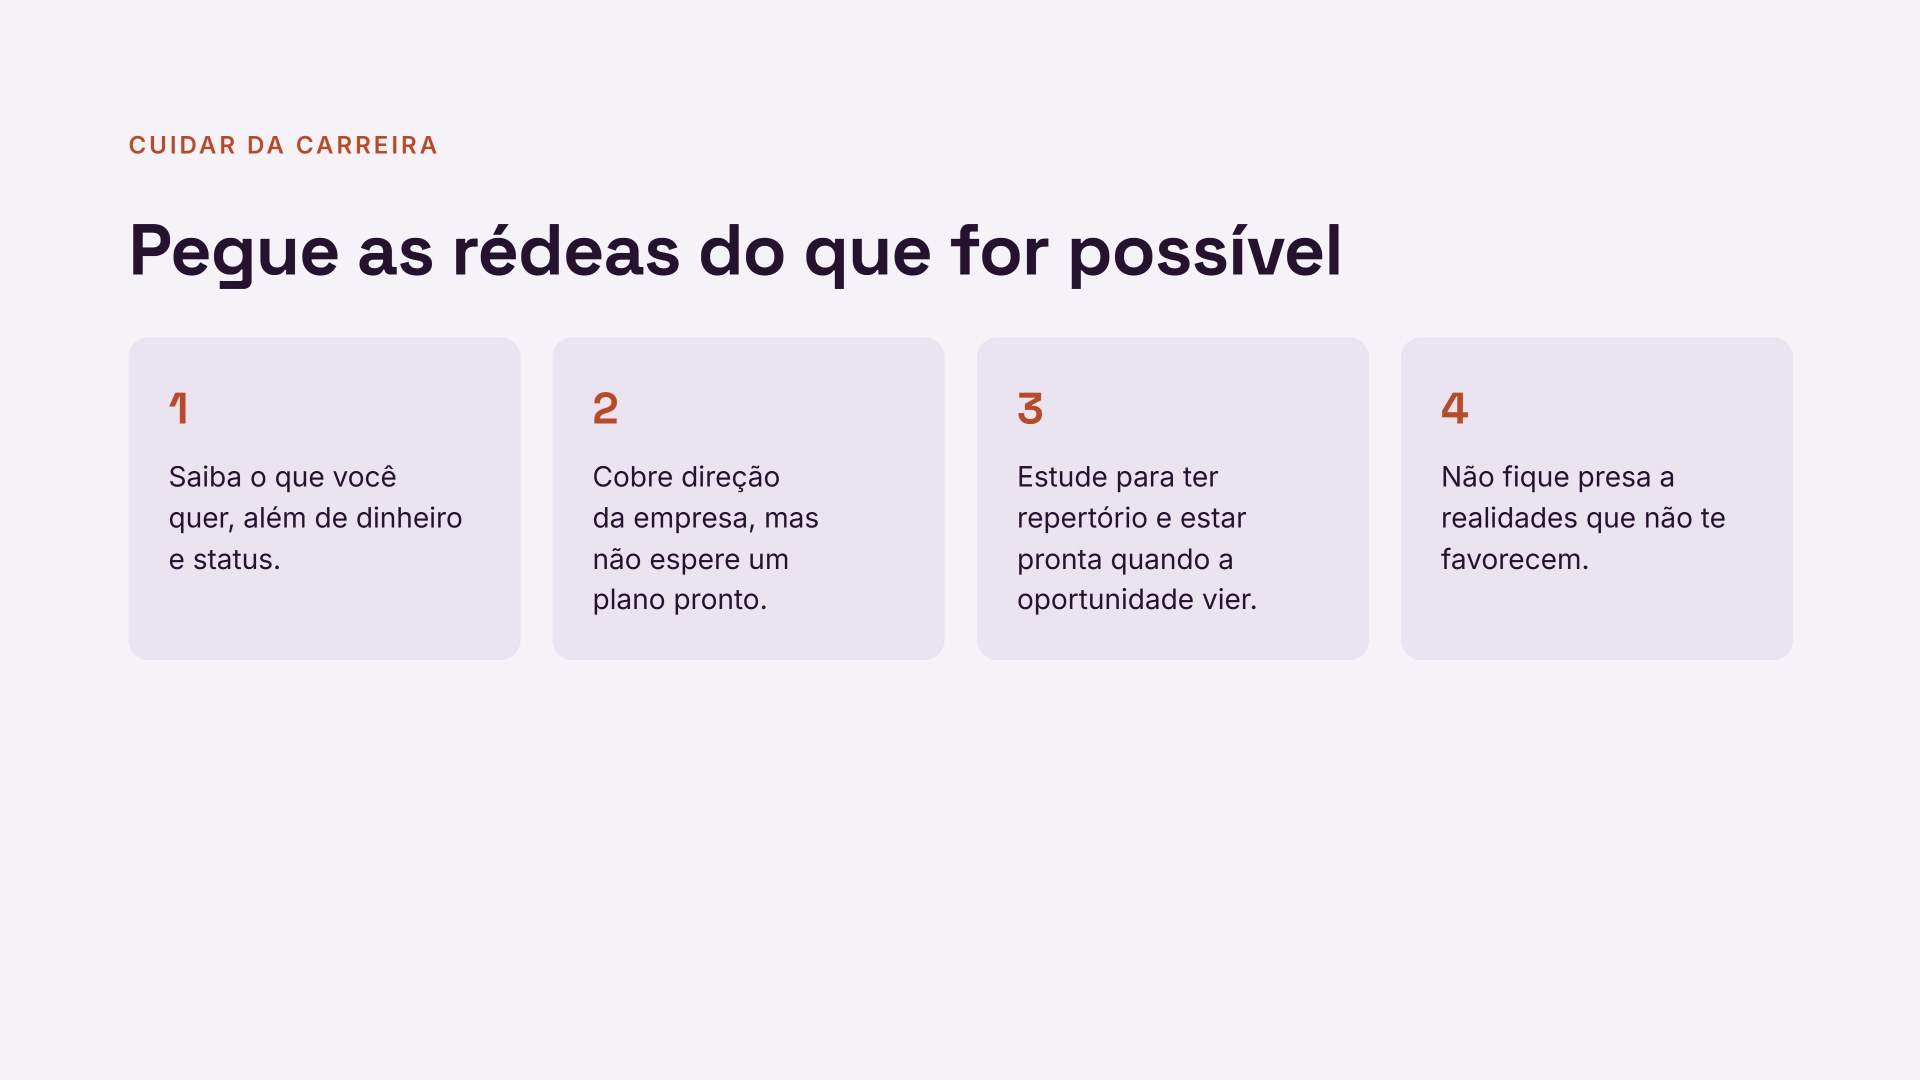 CUIDAR DA CARREIRA
Pegue as rédeas do que for possível
1
Saiba o que você
quer, além de dinheiro
e status.
2
Cobre direção
da empresa, mas
não espere um
plano pronto.
3
Estude para ter
repertório e estar
pronta quando a
oportunidade vier.
4
Não fique presa a
realidades que não te
favorecem.